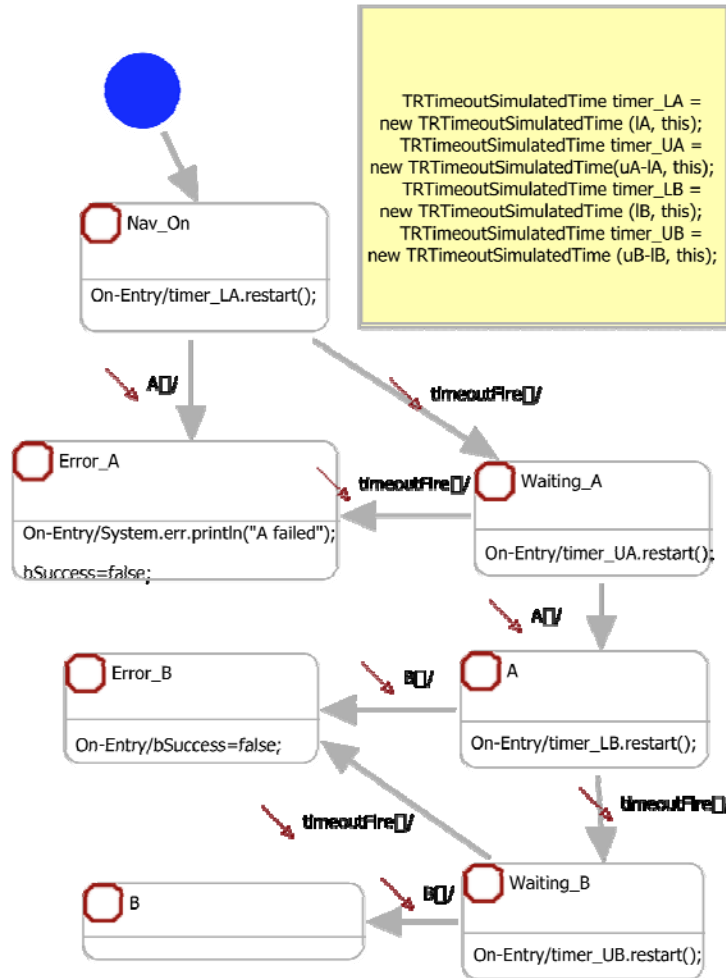 TRTimeoutSimulatedTime timer_LA =
new TRTimeoutSimulatedTime (lA, this);
TRTimeoutSimulatedTime timer_UA =
new TRTimeoutSimulatedTime(uA-lA, this);
TRTimeoutSimulatedTime timer_LB =
new TRTimeoutSimulatedTime (lB, this);
TRTimeoutSimulatedTime timer_UB =
new TRTimeoutSimulatedTime (uB-lB, this);
Nav_On
On-Entry/timer_LA.restart();
A[]/
timeoutFire[]/
Error_A
On-Entry/System.err.println("A failed");
bSuccess=false;
timeoutFire[]/
Waiting_A
On-Entry/timer_UA.restart();
A[]/
Error_B
On-Entry/bSuccess=false;
B[]/
A
On-Entry/timer_LB.restart();
timeoutFire[]/
timeoutFire[]/
B
B[]/
Waiting_B
On-Entry/timer_UB.restart();